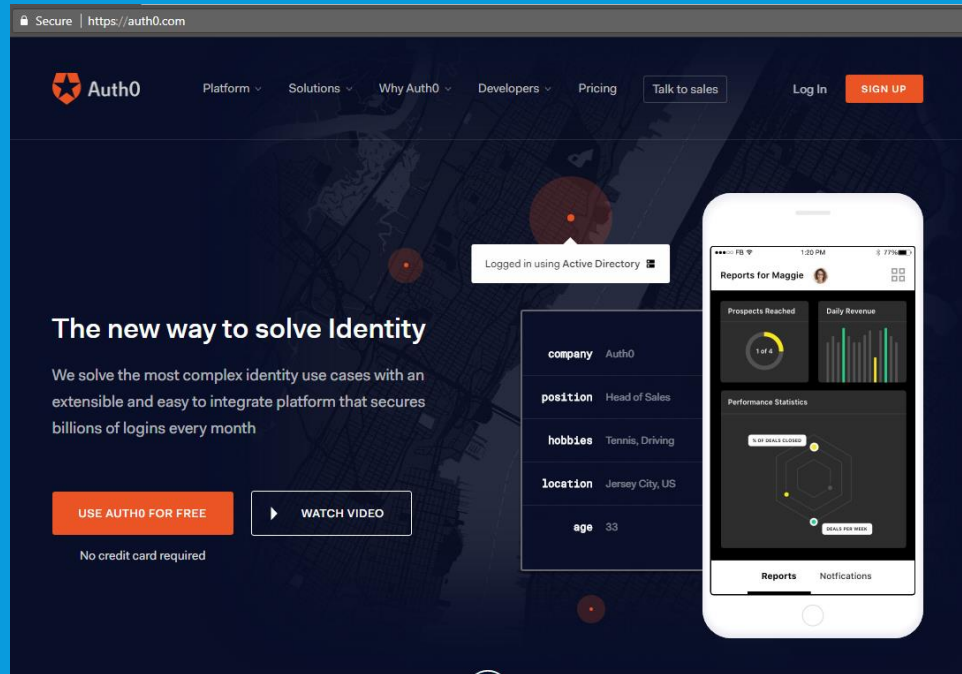 Secure | https://auth0.com
Auth0 Platform Solutions Why Auth0 Developers Pricing Talk to sales Log In SIGN UP
Logged in using Active Directory
The new way to solve Identity
We solve the most complex identity use cases with an
extensible and easy to integrate platform that secures
billions of logins every month
USE AUTH0 FOR FREE
WATCH VIDEO
No credit card required
company Auth0
position Head of Sales
hobbies Tennis, Driving
location Jersey City, US
age 33
FB 1:20 PM 77%
Reports for Maggie
Prospects Reached
Daily Revenue
1 of 4
Performance Statistics
% OF DEALS CLOSED
DEALS PER WEEK
Reports Notfications